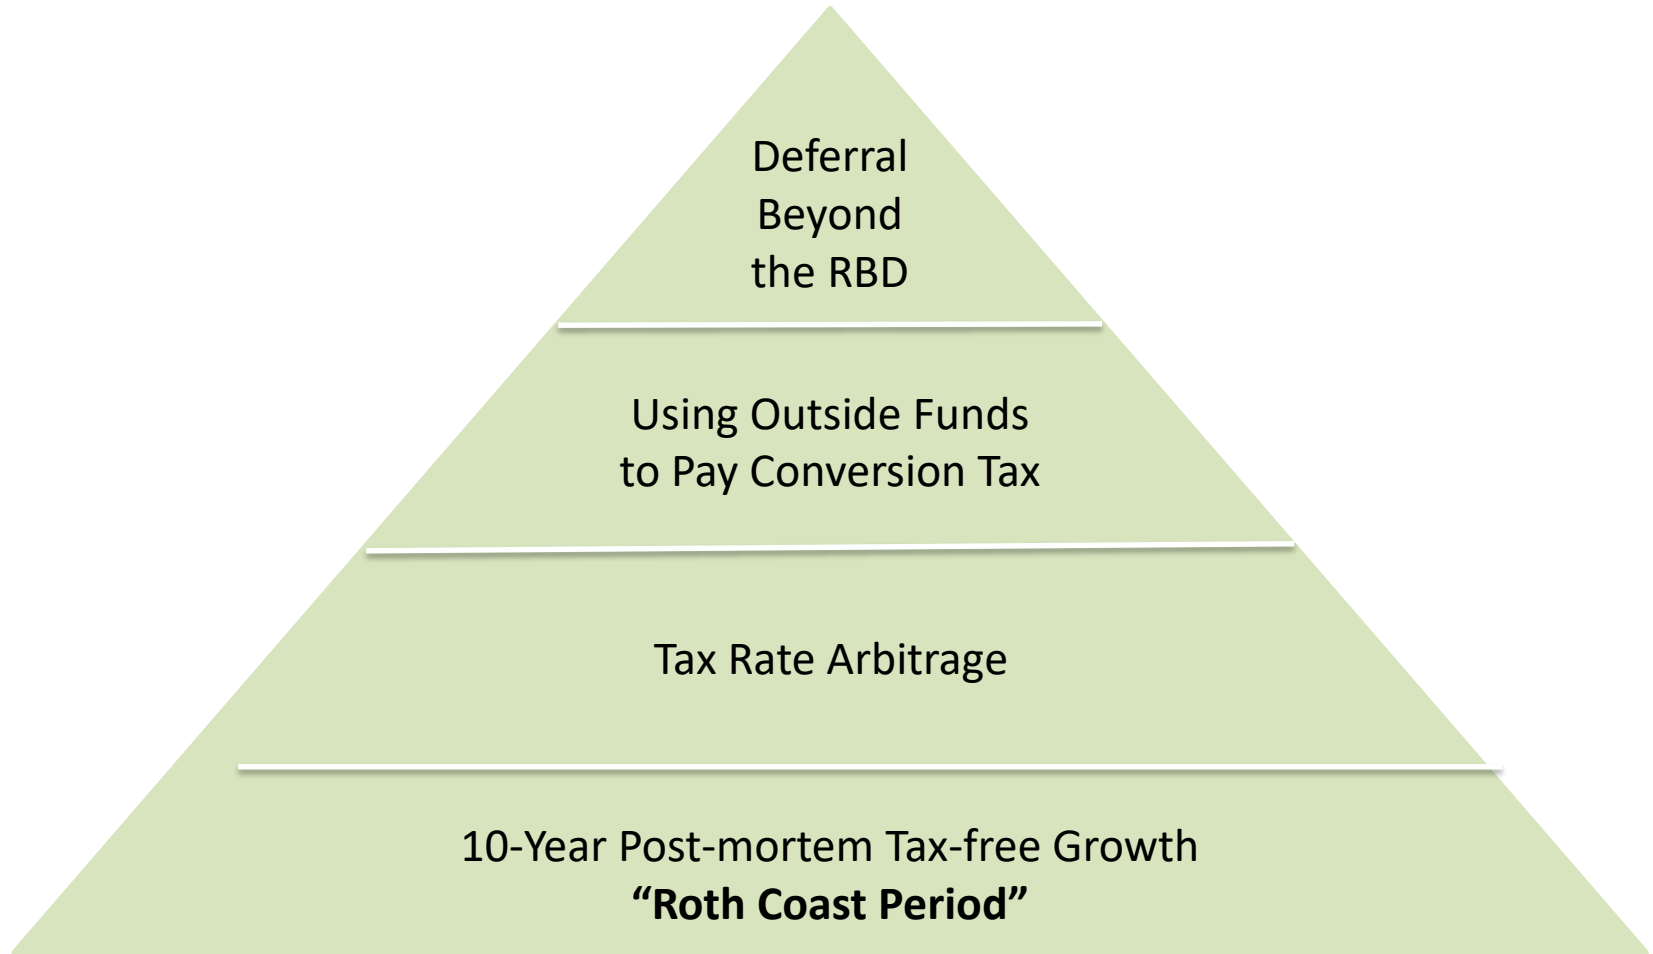 Deferral
Beyond
the RBD
Using Outside Funds
to Pay Conversion Tax
Tax Rate Arbitrage
10-Year Post-mortem Tax-free Growth
“Roth Coast Period”